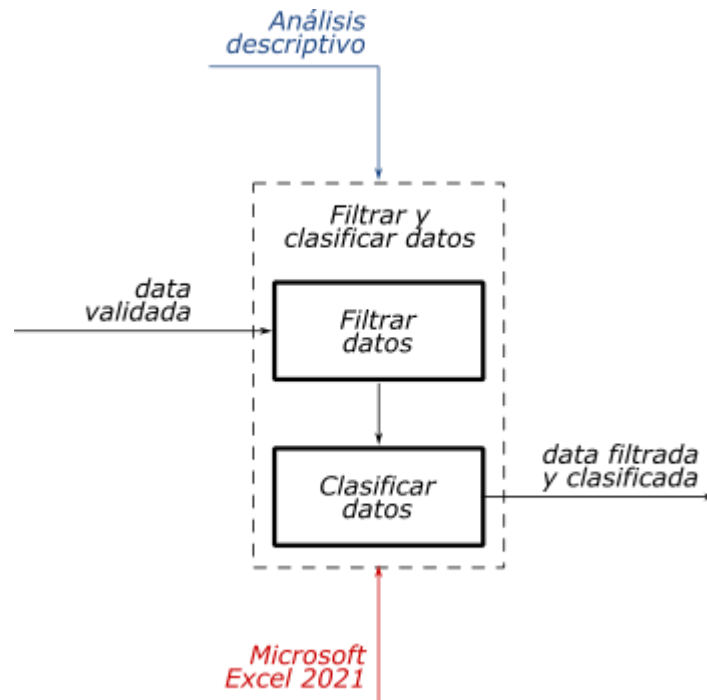 Análisis
descriptivo
Filtrar y
clasificar datos
data
validada
Filtrar
datos
Clasificar
datos
data filtrada
y clasificada
Microsoft
Excel 2021